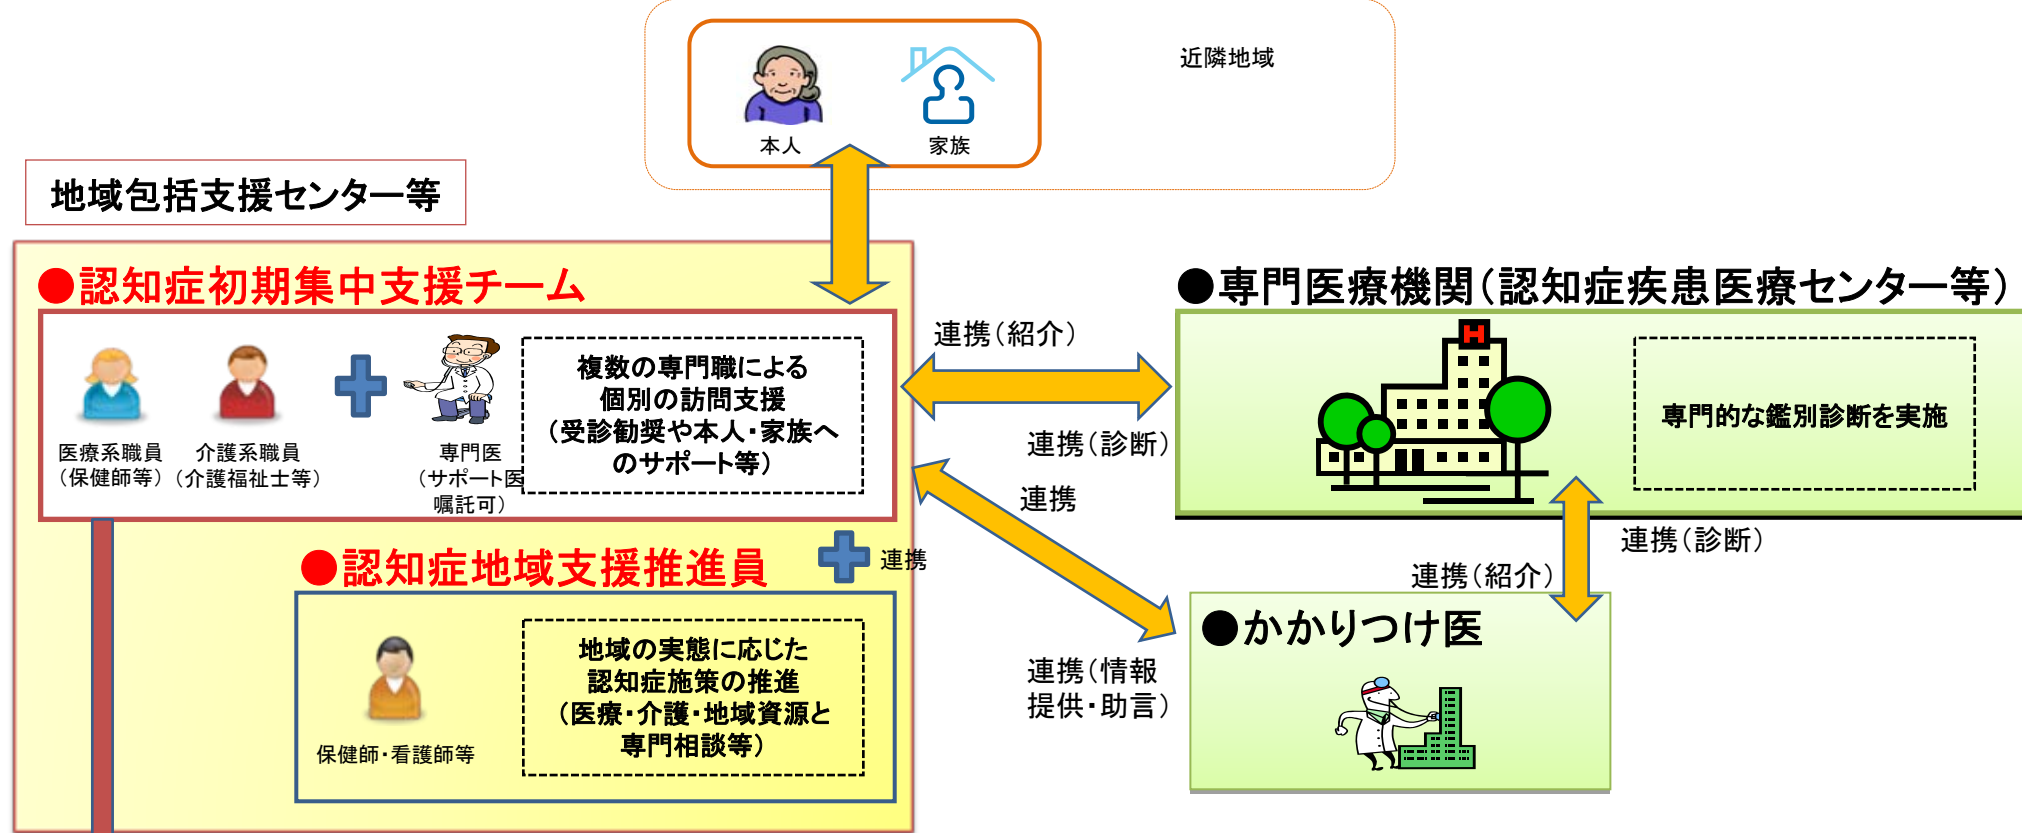 近隣地域
本人
家族
地域包括支援センター等
●認知症初期集中支援チーム
医療系職員
（保健師等）
介護系職員
（介護福祉士等）
専門医
（サポート医
嘱託可）
複数の専門職による
個別の訪問支援
（受診勧奨や本人・家族へ
のサポート等）
連携（紹介）
連携（診断）
●専門医療機関（認知症疾患医療センター等）
H
専門的な鑑別診断を実施
連携
連携（診断）
連携（紹介）
●認知症地域支援推進員
連携
保健師・看護師等
地域の実態に応じた
認知症施策の推進
（医療・介護・地域資源と
専門相談等）
連携（情報
提供・助言）
●かかりつけ医